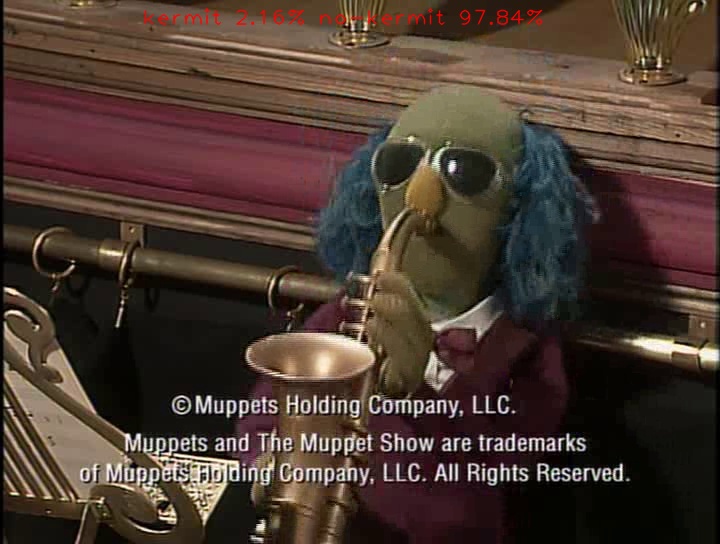 kermit 2.16% no-kermit 97.84%
©Muppets Holding Company, LLC.
Muppets and The Muppet Show are trademarks
of Muppets Holding Company, LLC. All Rights Reserved.